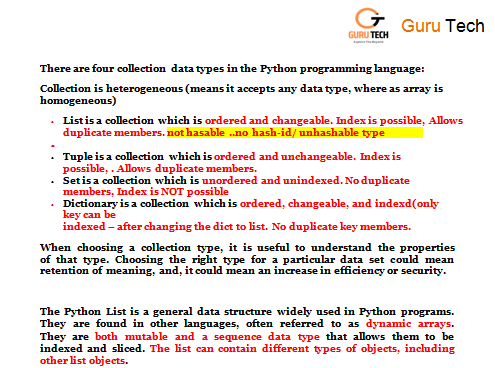 GURU TECH
Guru Tech
There are four collection data types in the Python programming language:
Collection is heterogeneous (means it accepts any data type, where as array is
homogeneous)
• List is a collection which is ordered and changeable. Index is possible, Allows
duplicate members. not hasable ..no hash-id/ unhashable type
•
• Tuple is a collection which is ordered and unchangeable. Index is
possible, . Allows duplicate members.
• Set is a collection which is unordered and unindexed. No duplicate
members, Index is NOT possible
• Dictionary is a collection which is ordered, changeable, and indexd(only
key can be
indexed – after changing the dict to list. No duplicate key members.
When choosing a collection type, it is useful to understand the properties
of that type. Choosing the right type for a particular data set could mean
retention of meaning, and, it could mean an increase in efficiency or security.
The Python List is a general data structure widely used in Python programs.
They are found in other languages, often referred to as dynamic arrays.
They are both mutable and a sequence data type that allows them to be
indexed and sliced. The list can contain different types of objects, including
other list objects.